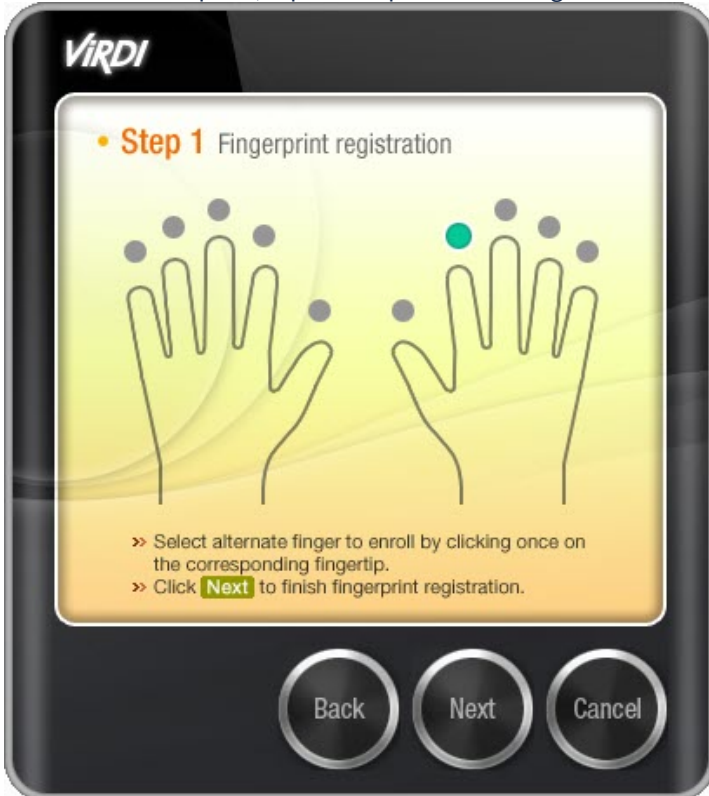 ViRDI
• Step 1 Fingerprint registration
» Select alternate finger to enroll by clicking once on
the corresponding fingertip.
» Click Next to finish fingerprint registration.
Back Next Cancel